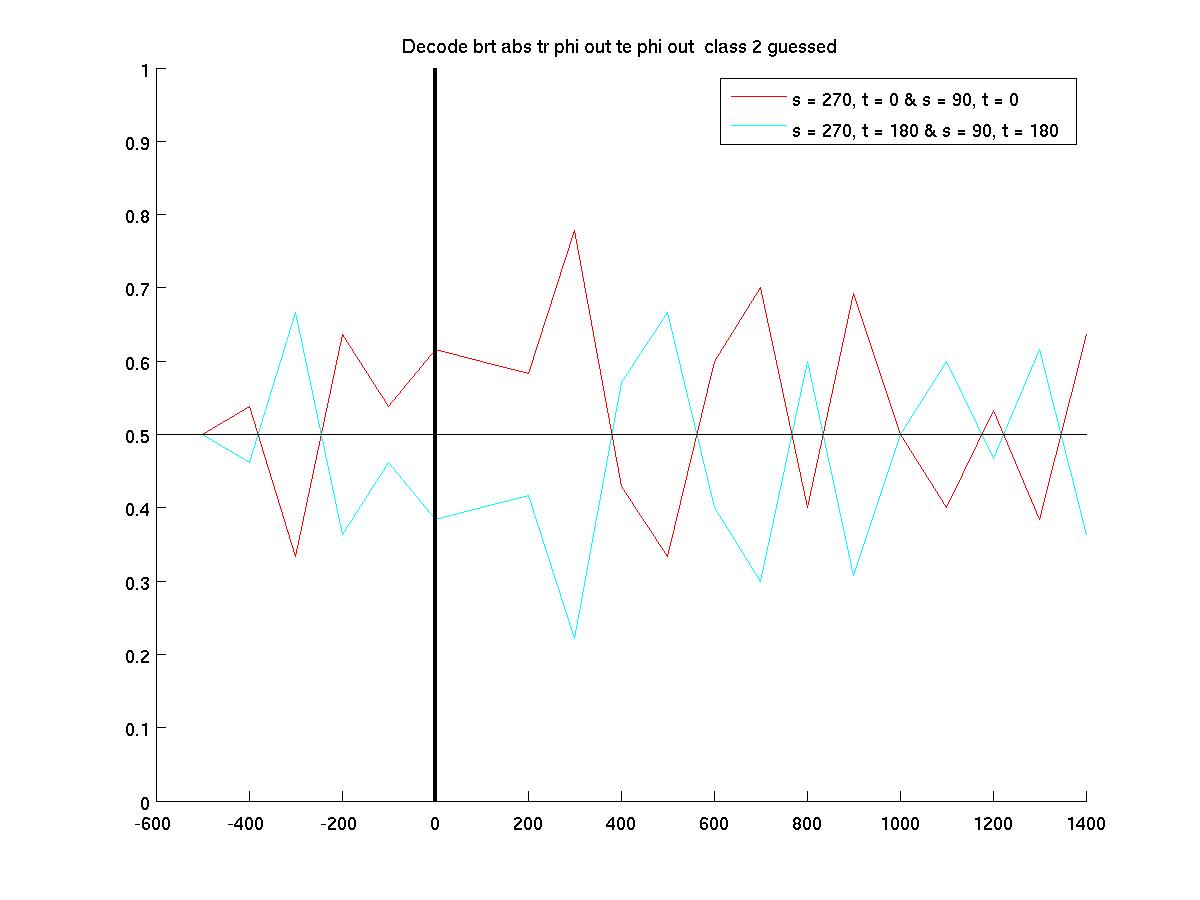 Decode brt abs tr phi out te phi out  class 2 guessed
s = 270, t = 0 & s = 90, t = 0
s = 270, t = 180 & s = 90, t = 180
1
0.9
0.8
0.7
0.6
0.5
0.4
0.3
0.2
0.1
0
-600 -400 -200 0 200 400 600 800 1000 1200 1400